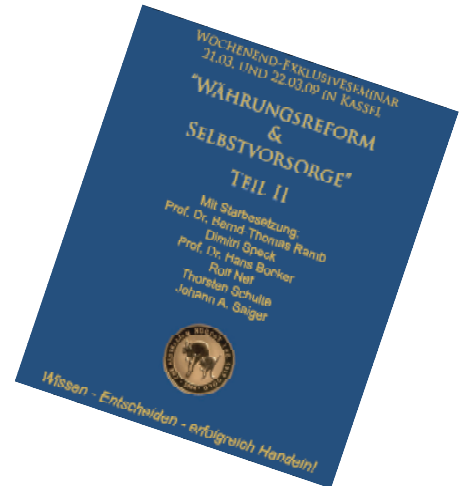 WOCHENEND-EXKLUSIVESEMINAR
21.03. UND 22.03.09 IN KASSEL
"WÄHRUNGSREFORM
&
SELBSTVORSORGE"
TEIL II
Mit Starbesetzung:
Prof. Dr. Bernd-Thomas Ramb
Dimitri Speck
Prof. Dr. Hans Bocker
Rolf Nef
Thorsten Schulte
Johann A. Saiger
Wissen - Entscheiden - erfolgreich Handeln!